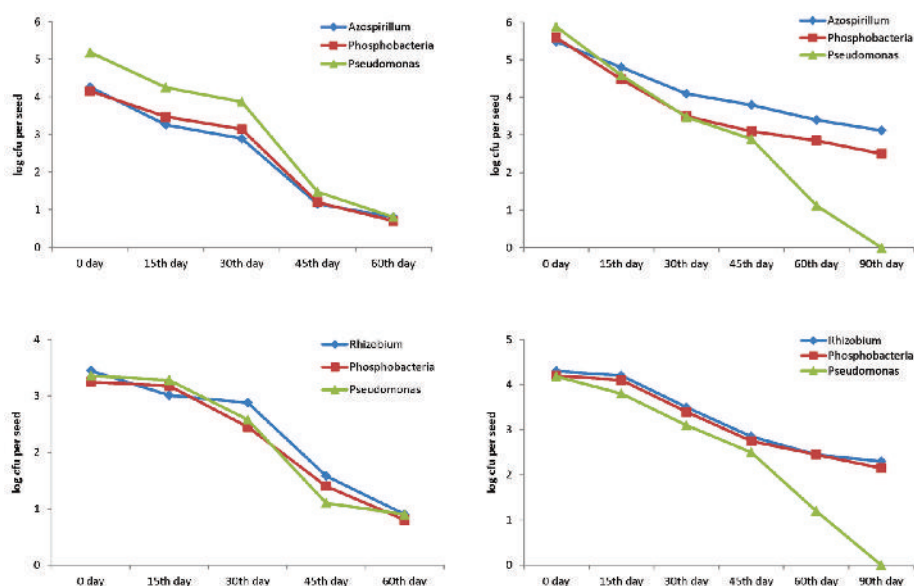 6
5
4
3
2
1
0
log cfu per seed
Azospirillum
Phosphobacteria
Pseudomonas
0 day 15th day 30th day 45th day 60th day
6
5
4
3
2
1
0
log cfu per seed
Azospirillum
Phosphobacteria
Pseudomonas
0 day 15th day 30th day 45th day 60th day 90th day
4
3
2
1
0
log cfu per seed
Rhizobium
Phosphobacteria
Pseudomonas
0 day 15th day 30th day 45th day 60th day
5
4
3
2
1
0
log cfu per seed
Rhizobium
Phosphobacteria
Pseudomonas
0 day 15th day 30th day 45th day 60th day 90th day